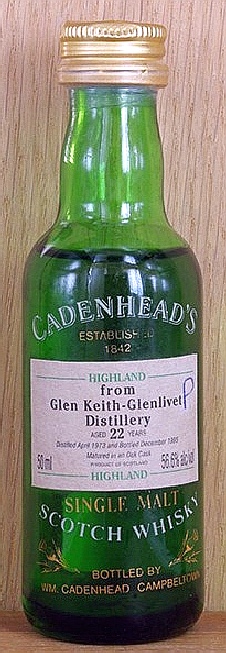 CADENHEAD'S
ESTABLISHED
1842
HIGHLAND
from
Glen Keith-Glenlivet P
Distillery
AGED 22 YEARS
Distilled April 1973 and Bottled December 1995
Matured in an Oak Cask
50 ml PRODUCT OF SCOTLAND 56.6% alc/vol
HIGHLAND
SINGLE MALT
SCOTCH WHISKY
BOTTLED BY
WM. CADENHEAD CAMPBELTOWN